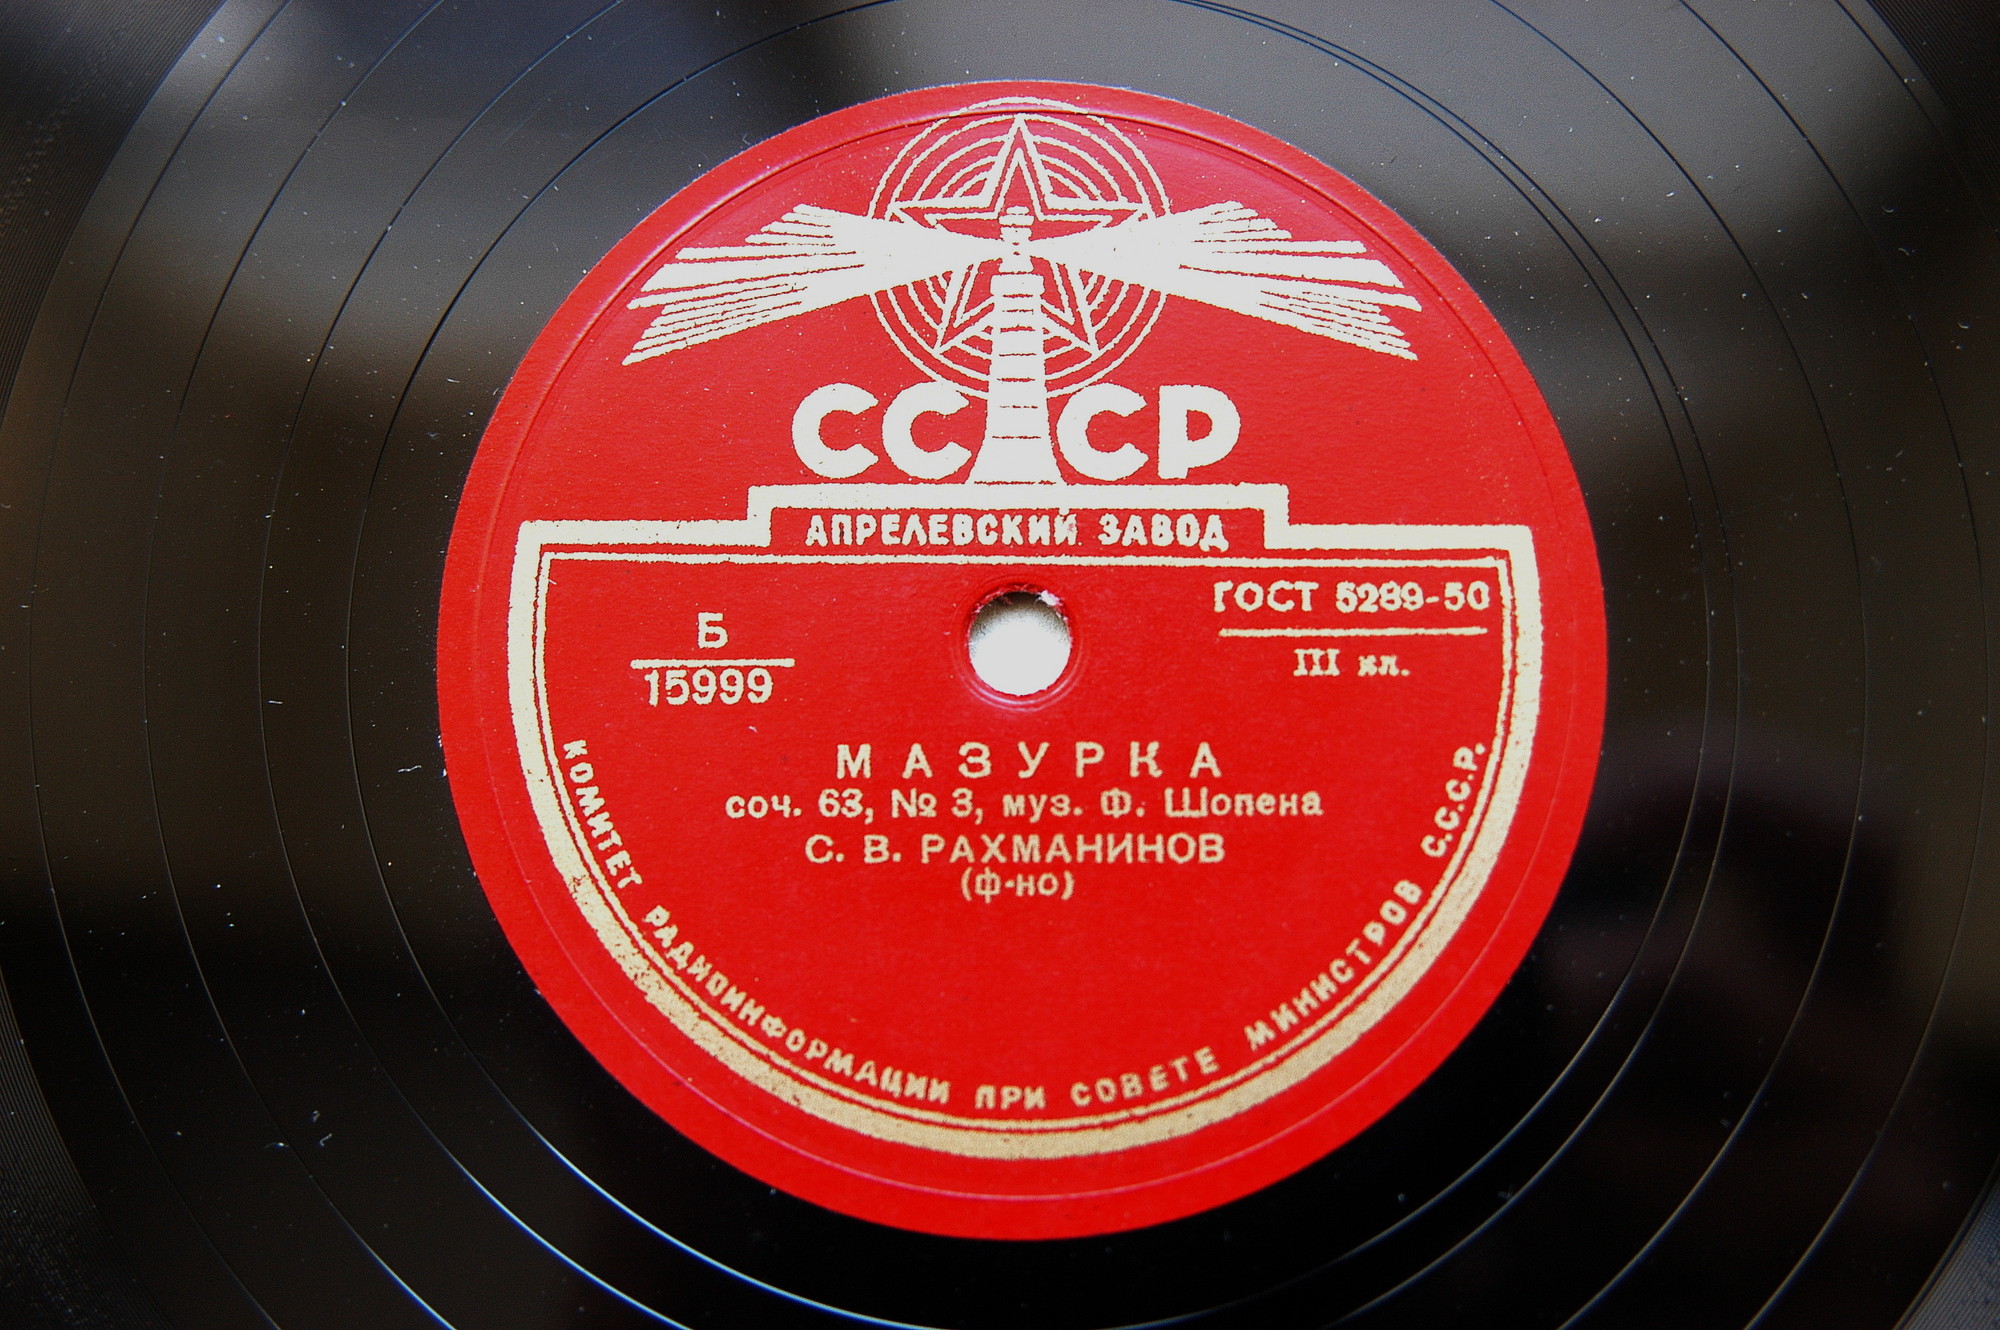 СССР
АПРЕЛЕВСКИЙ ЗАВОД
ГОСТ 5289-50
III кл.
Б
15999
МАЗУРКА
соч. 63, № 3, муз. Ф. Шопена
С. В. РАХМАНИНОВ
(ф-но)
КОМИТЕТ РАДИОИНФОРМАЦИИ ПРИ СОВЕТЕ МИНИСТРОВ С.С.С.Р.